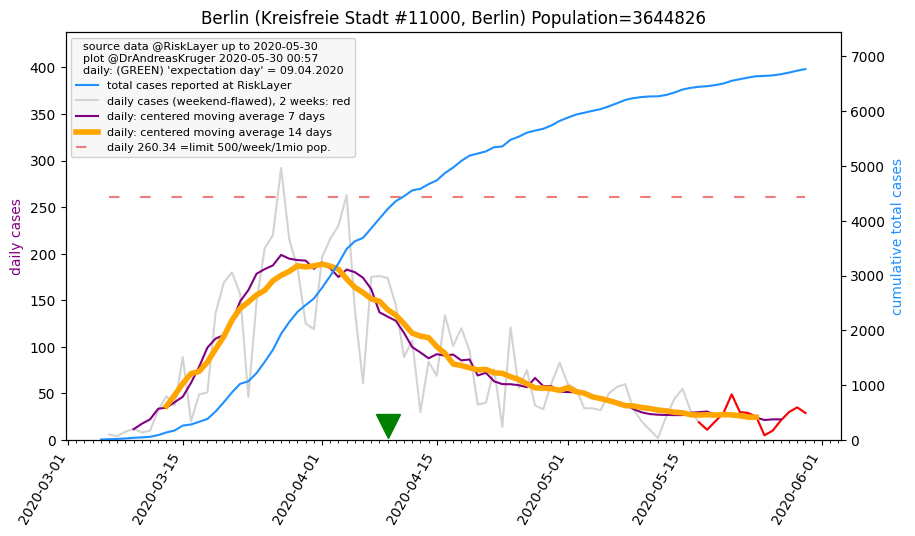 Berlin (Kreisfreie Stadt #11000, Berlin) Population=3644826
source data @RiskLayer up to 2020-05-30
plot @DrAndreasKruger 2020-05-30 00:57
daily: (GREEN) 'expectation day' = 09.04.2020
total cases reported at RiskLayer
daily cases (weekend-flawed), 2 weeks: red
daily: centered moving average 7 days
daily: centered moving average 14 days
daily 260.34 =limit 500/week/1mio pop.
daily cases
400
350
300
250
200
150
100
50
0
cumulative total cases
7000
6000
5000
4000
3000
2000
1000
0
2020-03-01
2020-03-15
2020-04-01
2020-04-15
2020-05-01
2020-05-15
2020-06-01